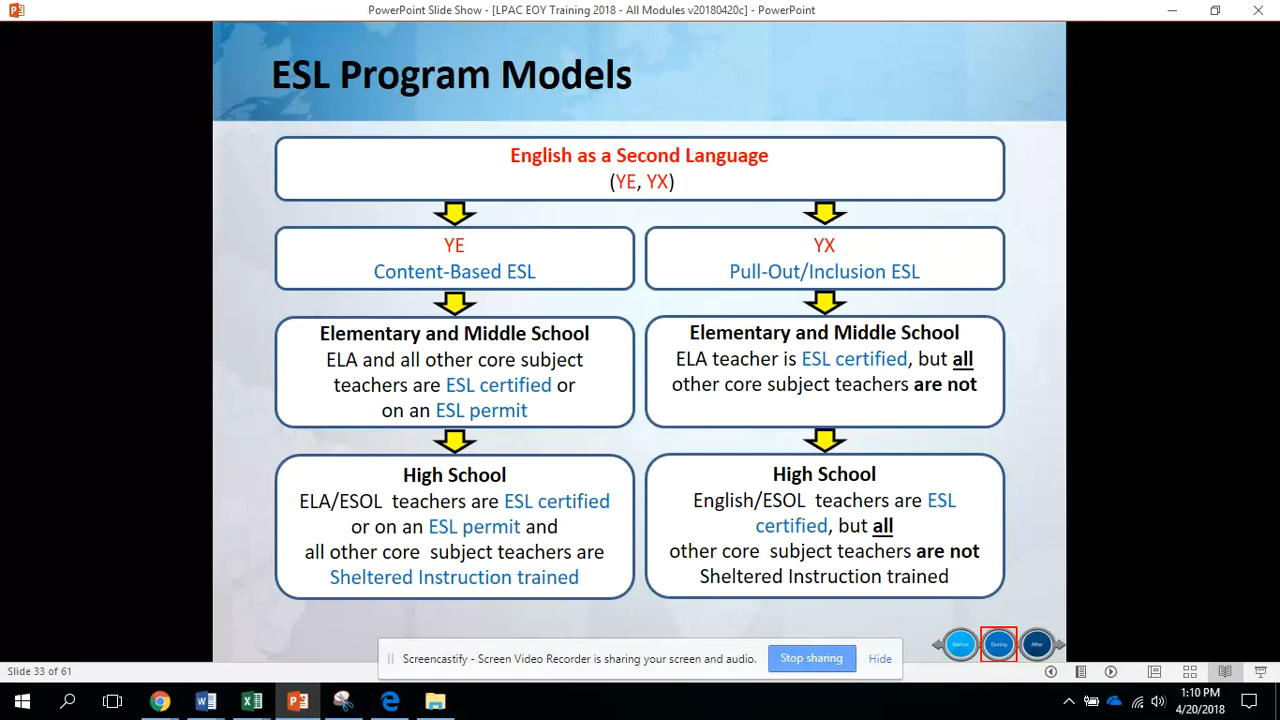 PowerPoint Slide Show - [LPAC EOY Training 2018 - All Modules v20180420c] - PowerPoint
ESL Program Models
English as a Second Language
(YE, YX)
YE
Content-Based ESL
YX
Pull-Out/Inclusion ESL
Elementary and Middle School
ELA and all other core subject
teachers are ESL certified or
on an ESL permit
Elementary and Middle School
ELA teacher is ESL certified, but all
other core subject teachers are not
High School
ELA/ESOL teachers are ESL certified
or on an ESL permit and
all other core subject teachers are
Sheltered Instruction trained
High School
English/ESOL teachers are ESL
certified, but all
other core subject teachers are not
Sheltered Instruction trained
Before
During
After
Screencastify - Screen Video Recorder is sharing your screen and audio.
Stop sharing
Hide
Slide 33 of 61
1:10 PM
4/20/2018